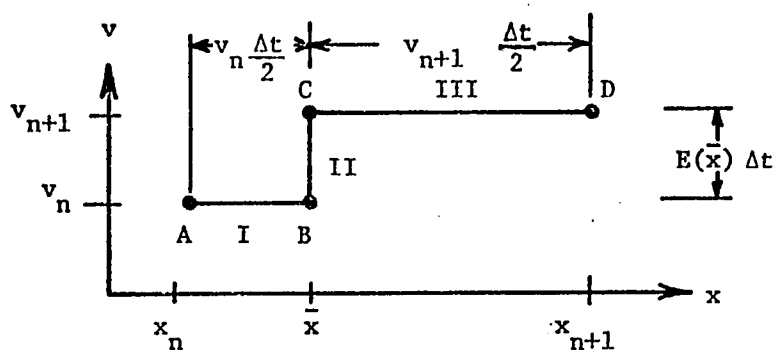 v
v_n Δt/2
v_{n+1} Δt/2
C
III
D
v_{n+1}
II
E(x̄) Δt
v_n
A
I
B
x
x_n
x̄
x_{n+1}